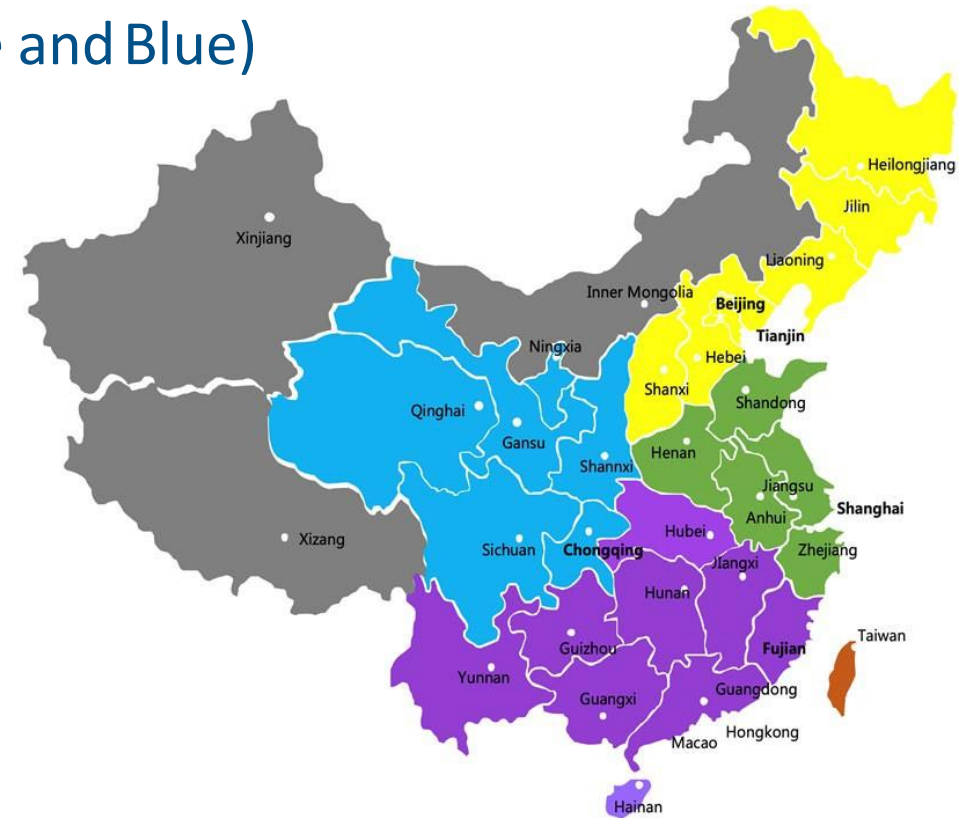 and Blue)
Heilongjiang
Jilin
Xinjiang
Liaoning
Inner Mongolia
Beijing
Tianjin
Ningxia
Hebei
Shanxi
Qinghai
Shandong
Gansu
Henan
Shannxi
Jiangsu
Shanghai
Anhui
Hubei
Xizang
Sichuan
Chongqing
Zhejiang
JIangxi
Hunan
Taiwan
Guizhou
Fujian
Yunnan
Guangdong
Guangxi
Hongkong
Macao
Hainan